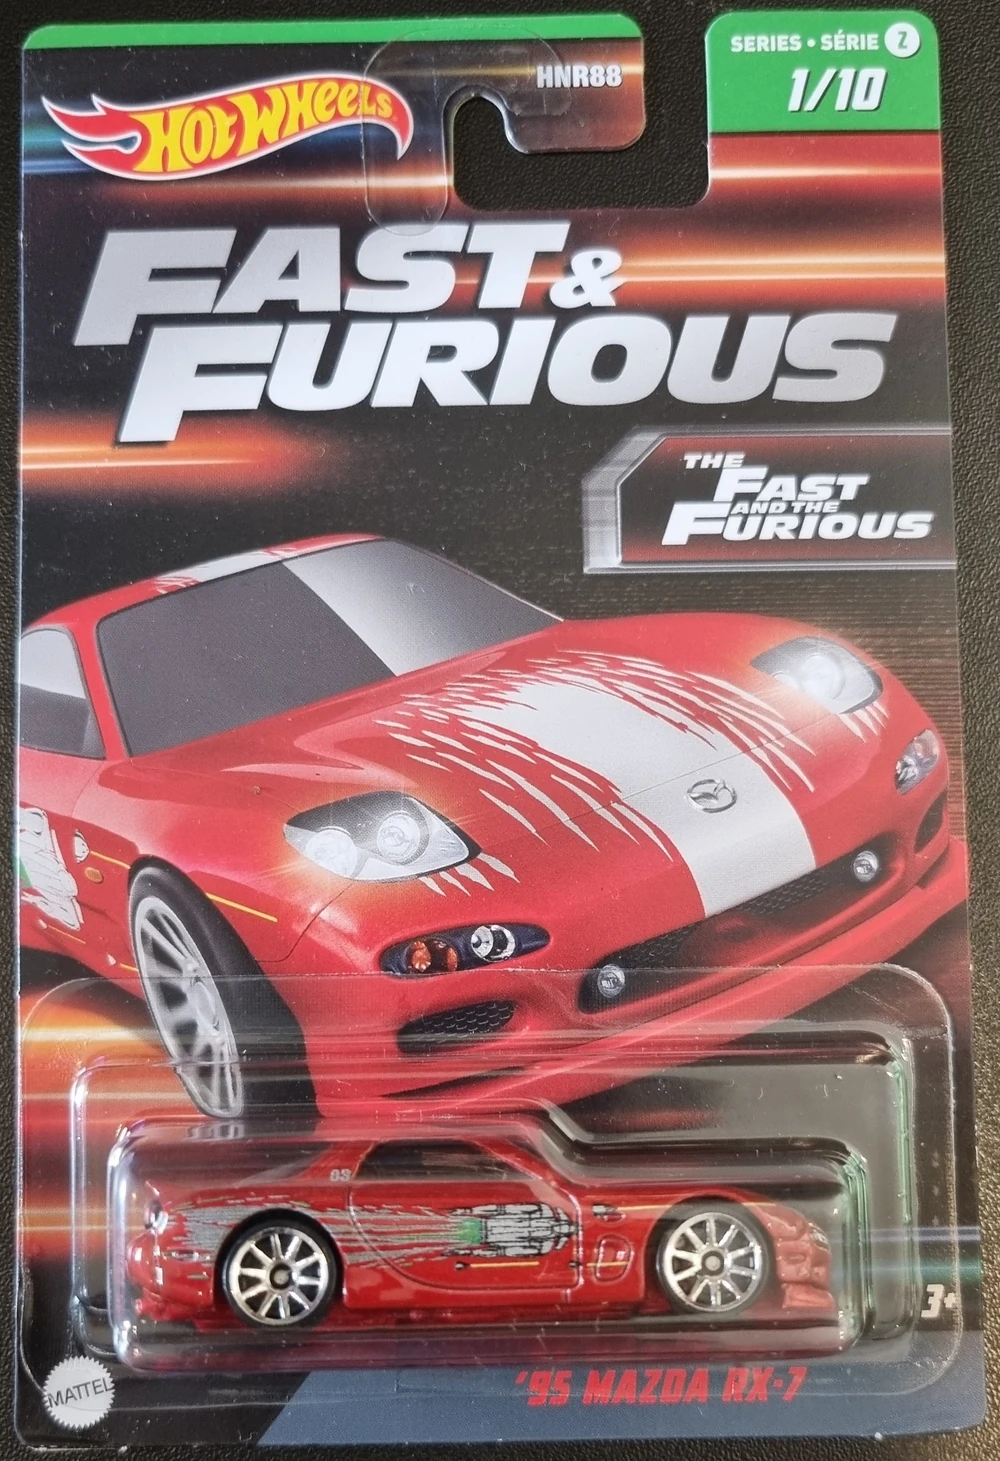 SERIES • SÉRIE 2
1/10
HNR88
HOT WHEELS
FAST &
FURIOUS
THE
FAST
AND THE
FURIOUS
03
3+
MATTEL
'95 MAZDA RX-7